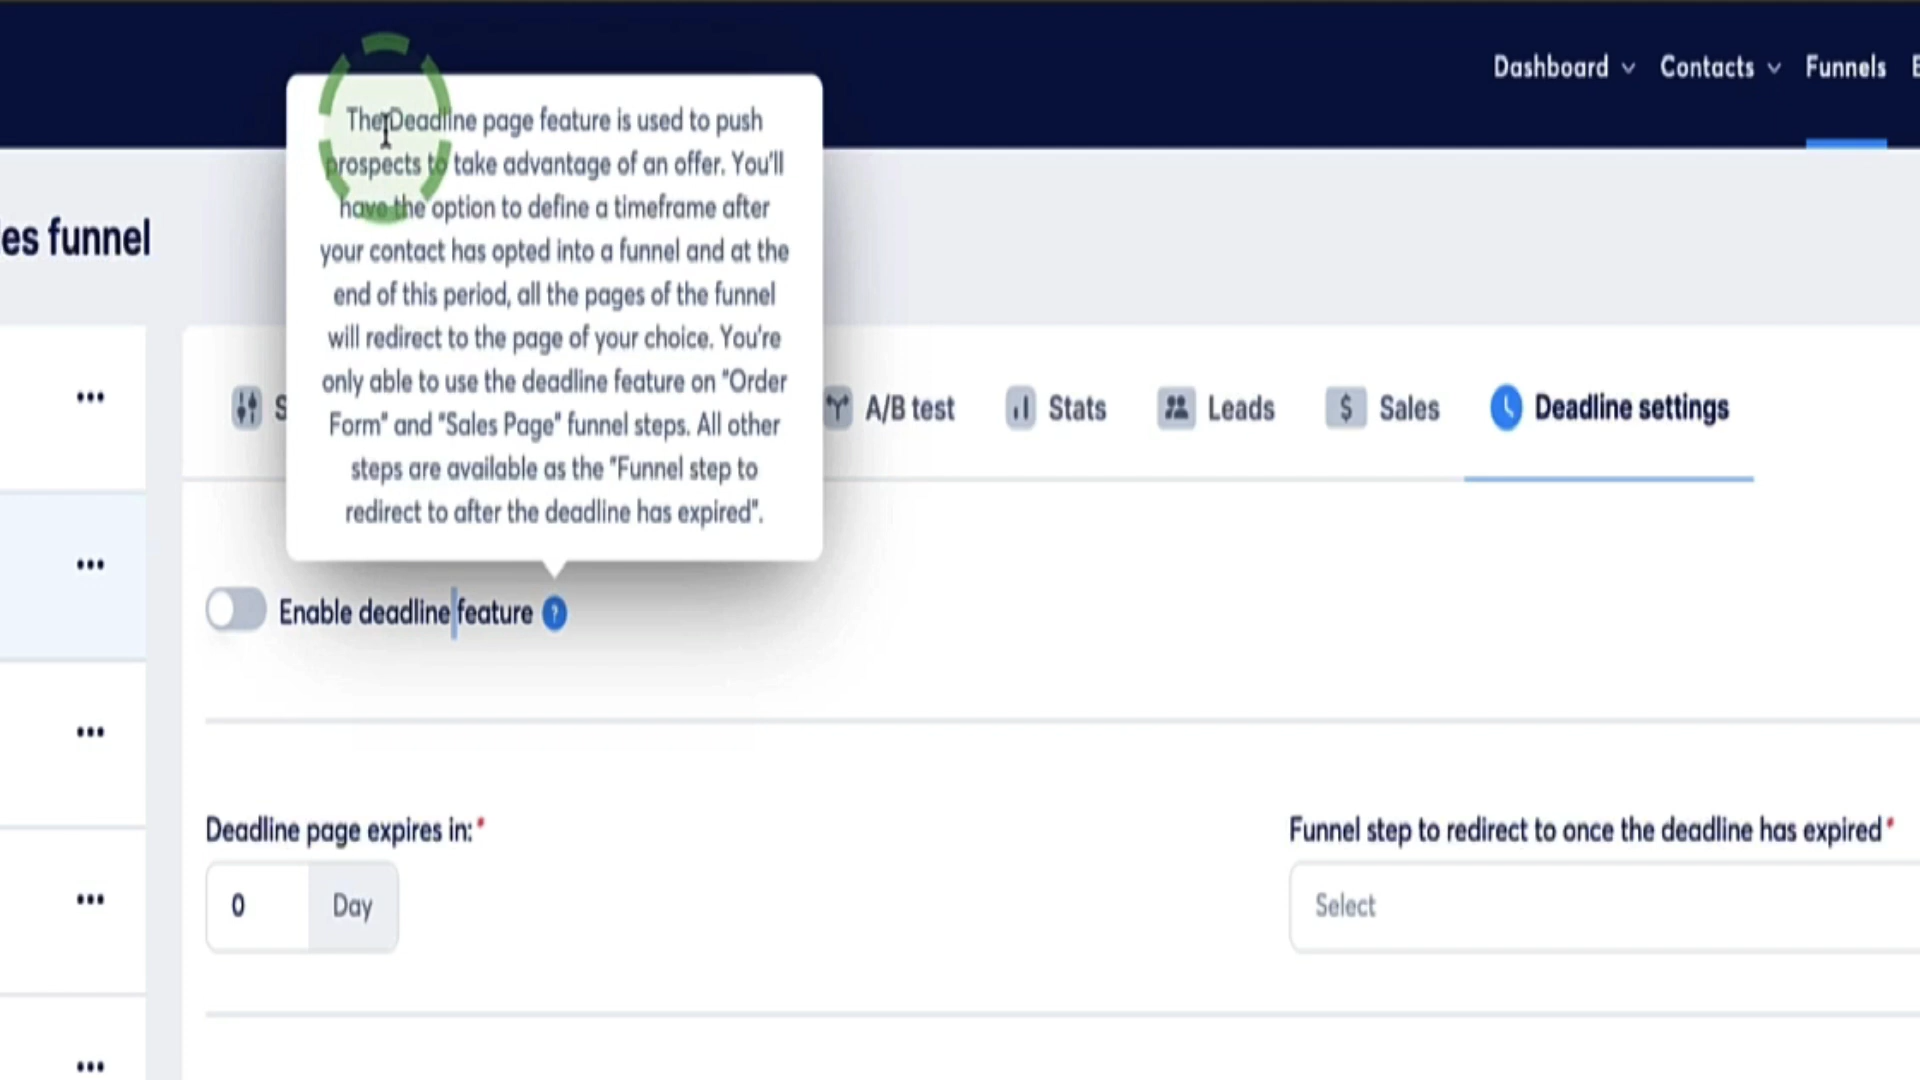 Dashboard Contacts Funnels
The Deadline page feature is used to push
prospects to take advantage of an offer. You'll
have the option to define a timeframe after
your contact has opted into a funnel and at the
end of this period, all the pages of the funnel
will redirect to the page of your choice. You're
only able to use the deadline feature on "Order
Form" and "Sales Page" funnel steps. All other
steps are available as the "Funnel step to
redirect to after the deadline has expired".
es funnel
S A/B test Stats Leads Sales Deadline settings
Enable deadline feature ?
Deadline page expires in:*
0 Day
Funnel step to redirect to once the deadline has expired*
Select